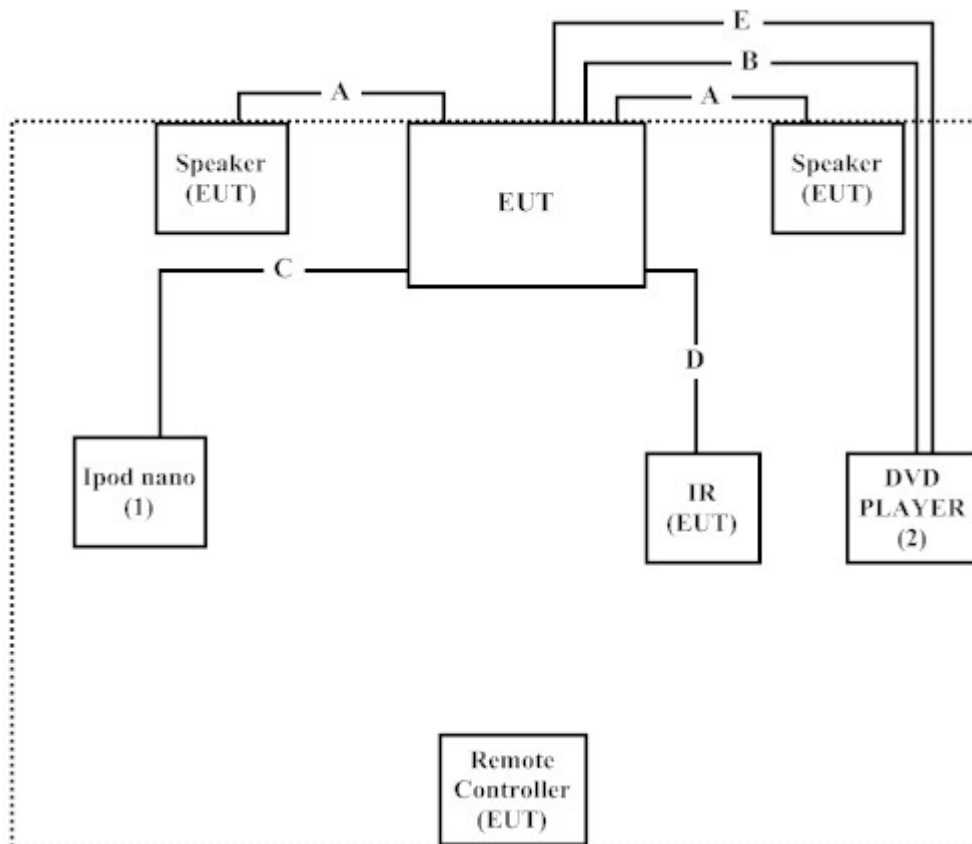 E
B
A
A
Speaker
(EUT)
EUT
Speaker
(EUT)
C
D
Ipod nano
(1)
IR
(EUT)
DVD
PLAYER
(2)
Remote
Controller
(EUT)